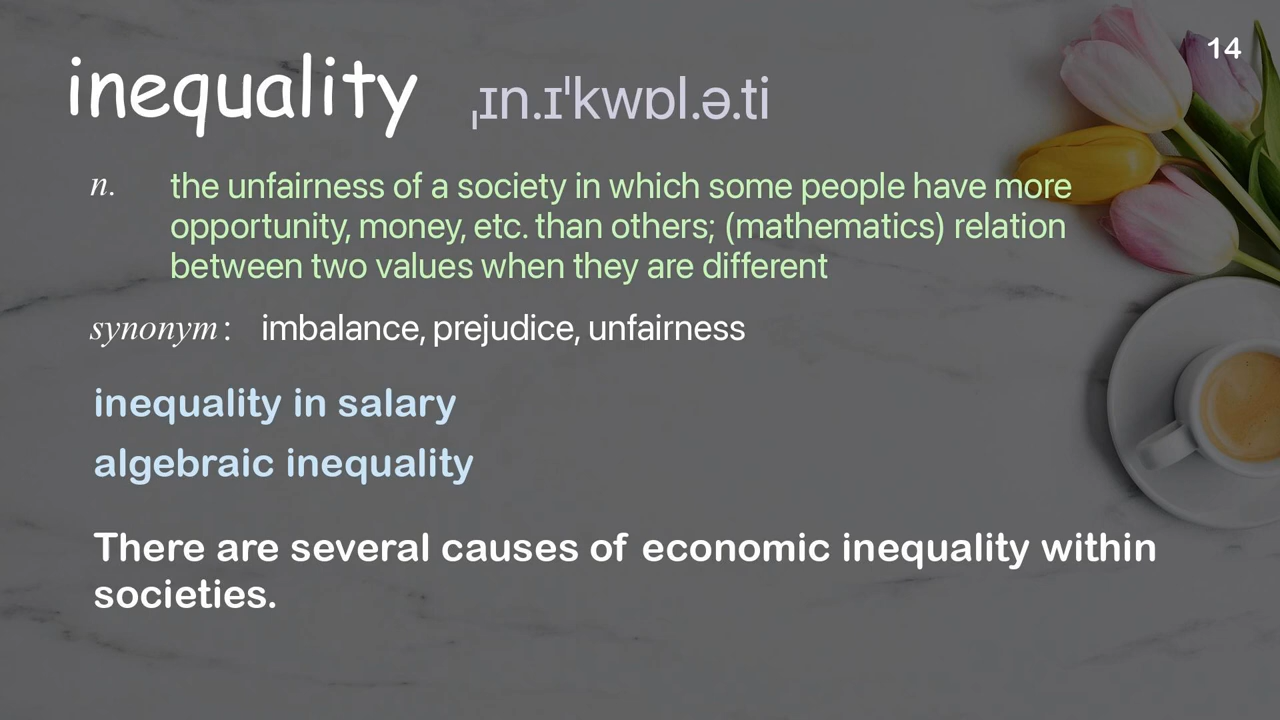 14
inequality ˌɪn.ɪˈkwɒl.ə.ti
n. the unfairness of a society in which some people have more
opportunity, money, etc. than others; (mathematics) relation
between two values when they are different
synonym: imbalance, prejudice, unfairness
inequality in salary
algebraic inequality
There are several causes of economic inequality within
societies.